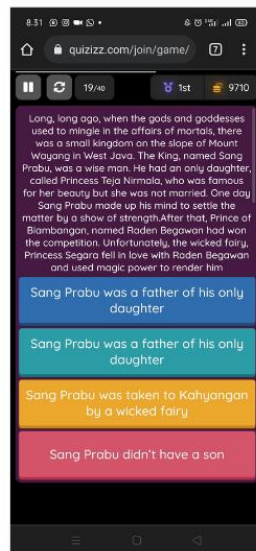 8.31
quizizz.com/join/game/
7
19/40
1st
9710
Long, long ago, when the gods and goddesses
used to mingle in the affairs of mortals, there
was a small kingdom on the slope of Mount
Wayang in West Java. The King, named Sang
Prabu, was a wise man. He had an only daughter,
called Princess Teja Nirmala, who was famous
for her beauty but she was not married. One day
Sang Prabu made up his mind to settle the
matter by a show of strength.After that, Prince of
Blambangan, named Raden Begawan had won
the competition. Unfortunately, the wicked fairy,
Princess Segara fell in love with Raden Begawan
and used magic power to render him
Sang Prabu was a father of his only
daughter
Sang Prabu was a father of his only
daughter
Sang Prabu was taken to Kahyangan
by a wicked fairy
Sang Prabu didn't have a son